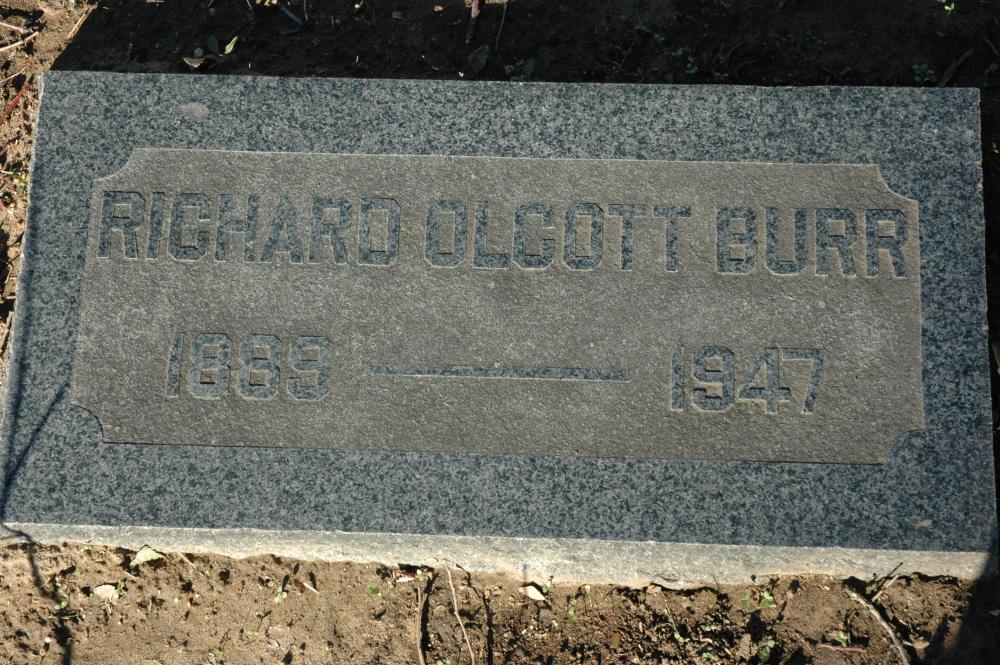 RICHARD OLCOTT BURR
1889 — 1947